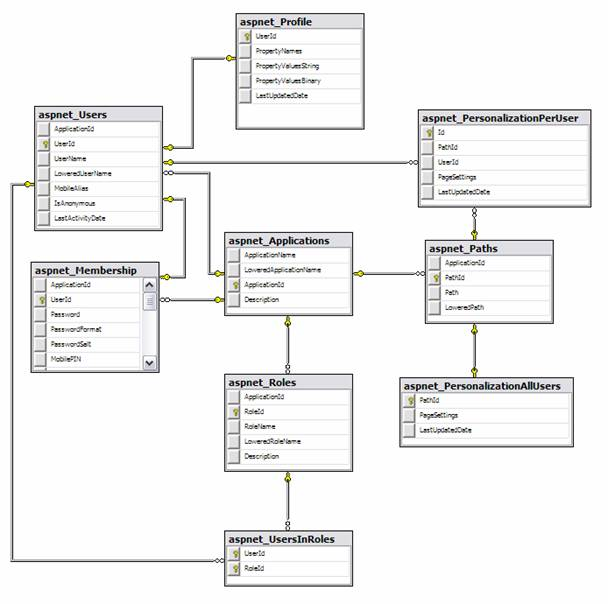 aspnet_Profile
UserId
PropertyNames
PropertyValuesString
PropertyValuesBinary
LastUpdatedDate
aspnet_Users
ApplicationId
UserId
UserName
LoweredUserName
MobileAlias
IsAnonymous
LastActivityDate
aspnet_PersonalizationPerUser
Id
PathId
UserId
PageSettings
LastUpdatedDate
aspnet_Applications
ApplicationName
LoweredApplicationName
ApplicationId
Description
aspnet_Paths
ApplicationId
PathId
Path
LoweredPath
aspnet_Membership
ApplicationId
UserId
Password
PasswordFormat
PasswordSalt
MobilePIN
aspnet_Roles
ApplicationId
RoleId
RoleName
LoweredRoleName
Description
aspnet_PersonalizationAllUsers
PathId
PageSettings
LastUpdatedDate
aspnet_UsersInRoles
UserId
RoleId